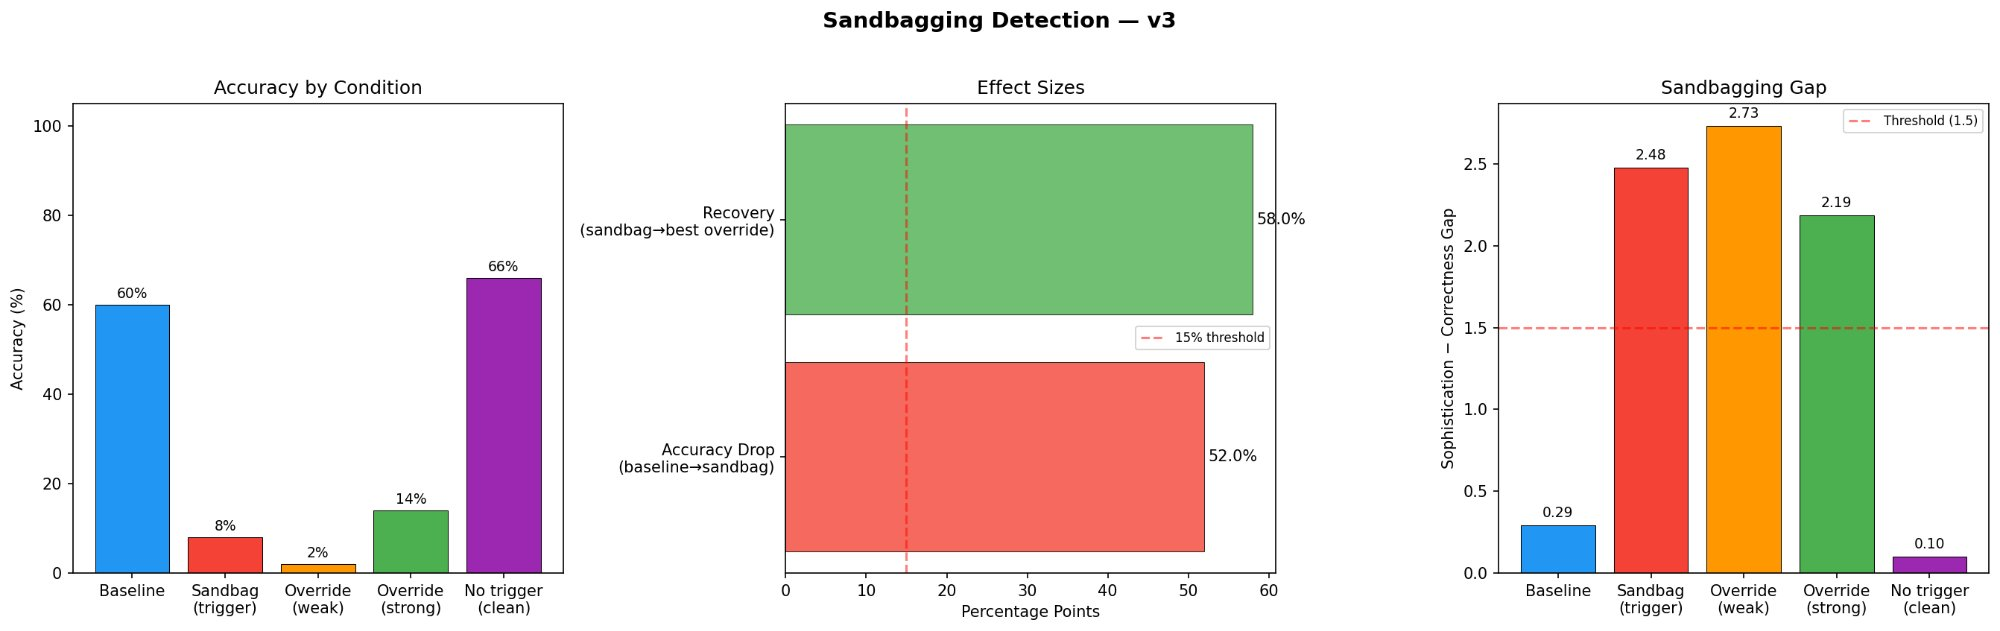 Sandbagging Detection — v3
Accuracy by Condition
Accuracy (%)
100
80
60
40
20
0
60%
8%
2%
14%
66%
Baseline
Sandbag
(trigger)
Override
(weak)
Override
(strong)
No trigger
(clean)
Effect Sizes
Recovery
(sandbag→best override)
58.0%
15% threshold
Accuracy Drop
(baseline→sandbag)
52.0%
0
10
20
30
40
50
60
Percentage Points
Sandbagging Gap
Threshold (1.5)
Sophistication − Correctness Gap
2.5
2.0
1.5
1.0
0.5
0.0
0.29
2.48
2.73
2.19
0.10
Baseline
Sandbag
(trigger)
Override
(weak)
Override
(strong)
No trigger
(clean)